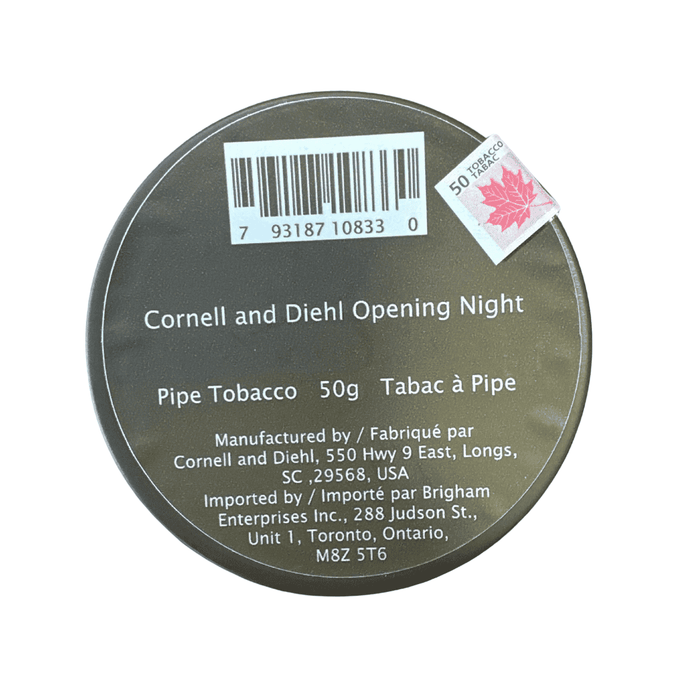 50 TOBACCO
TABAC
7 93187 10833 0
Cornell and Diehl Opening Night
Pipe Tobacco 50g Tabac à Pipe
Manufactured by / Fabriqué par
Cornell and Diehl, 550 Hwy 9 East, Longs,
SC ,29568, USA
Imported by / Importé par Brigham
Enterprises Inc., 288 Judson St.,
Unit 1, Toronto, Ontario,
M8Z 5T6